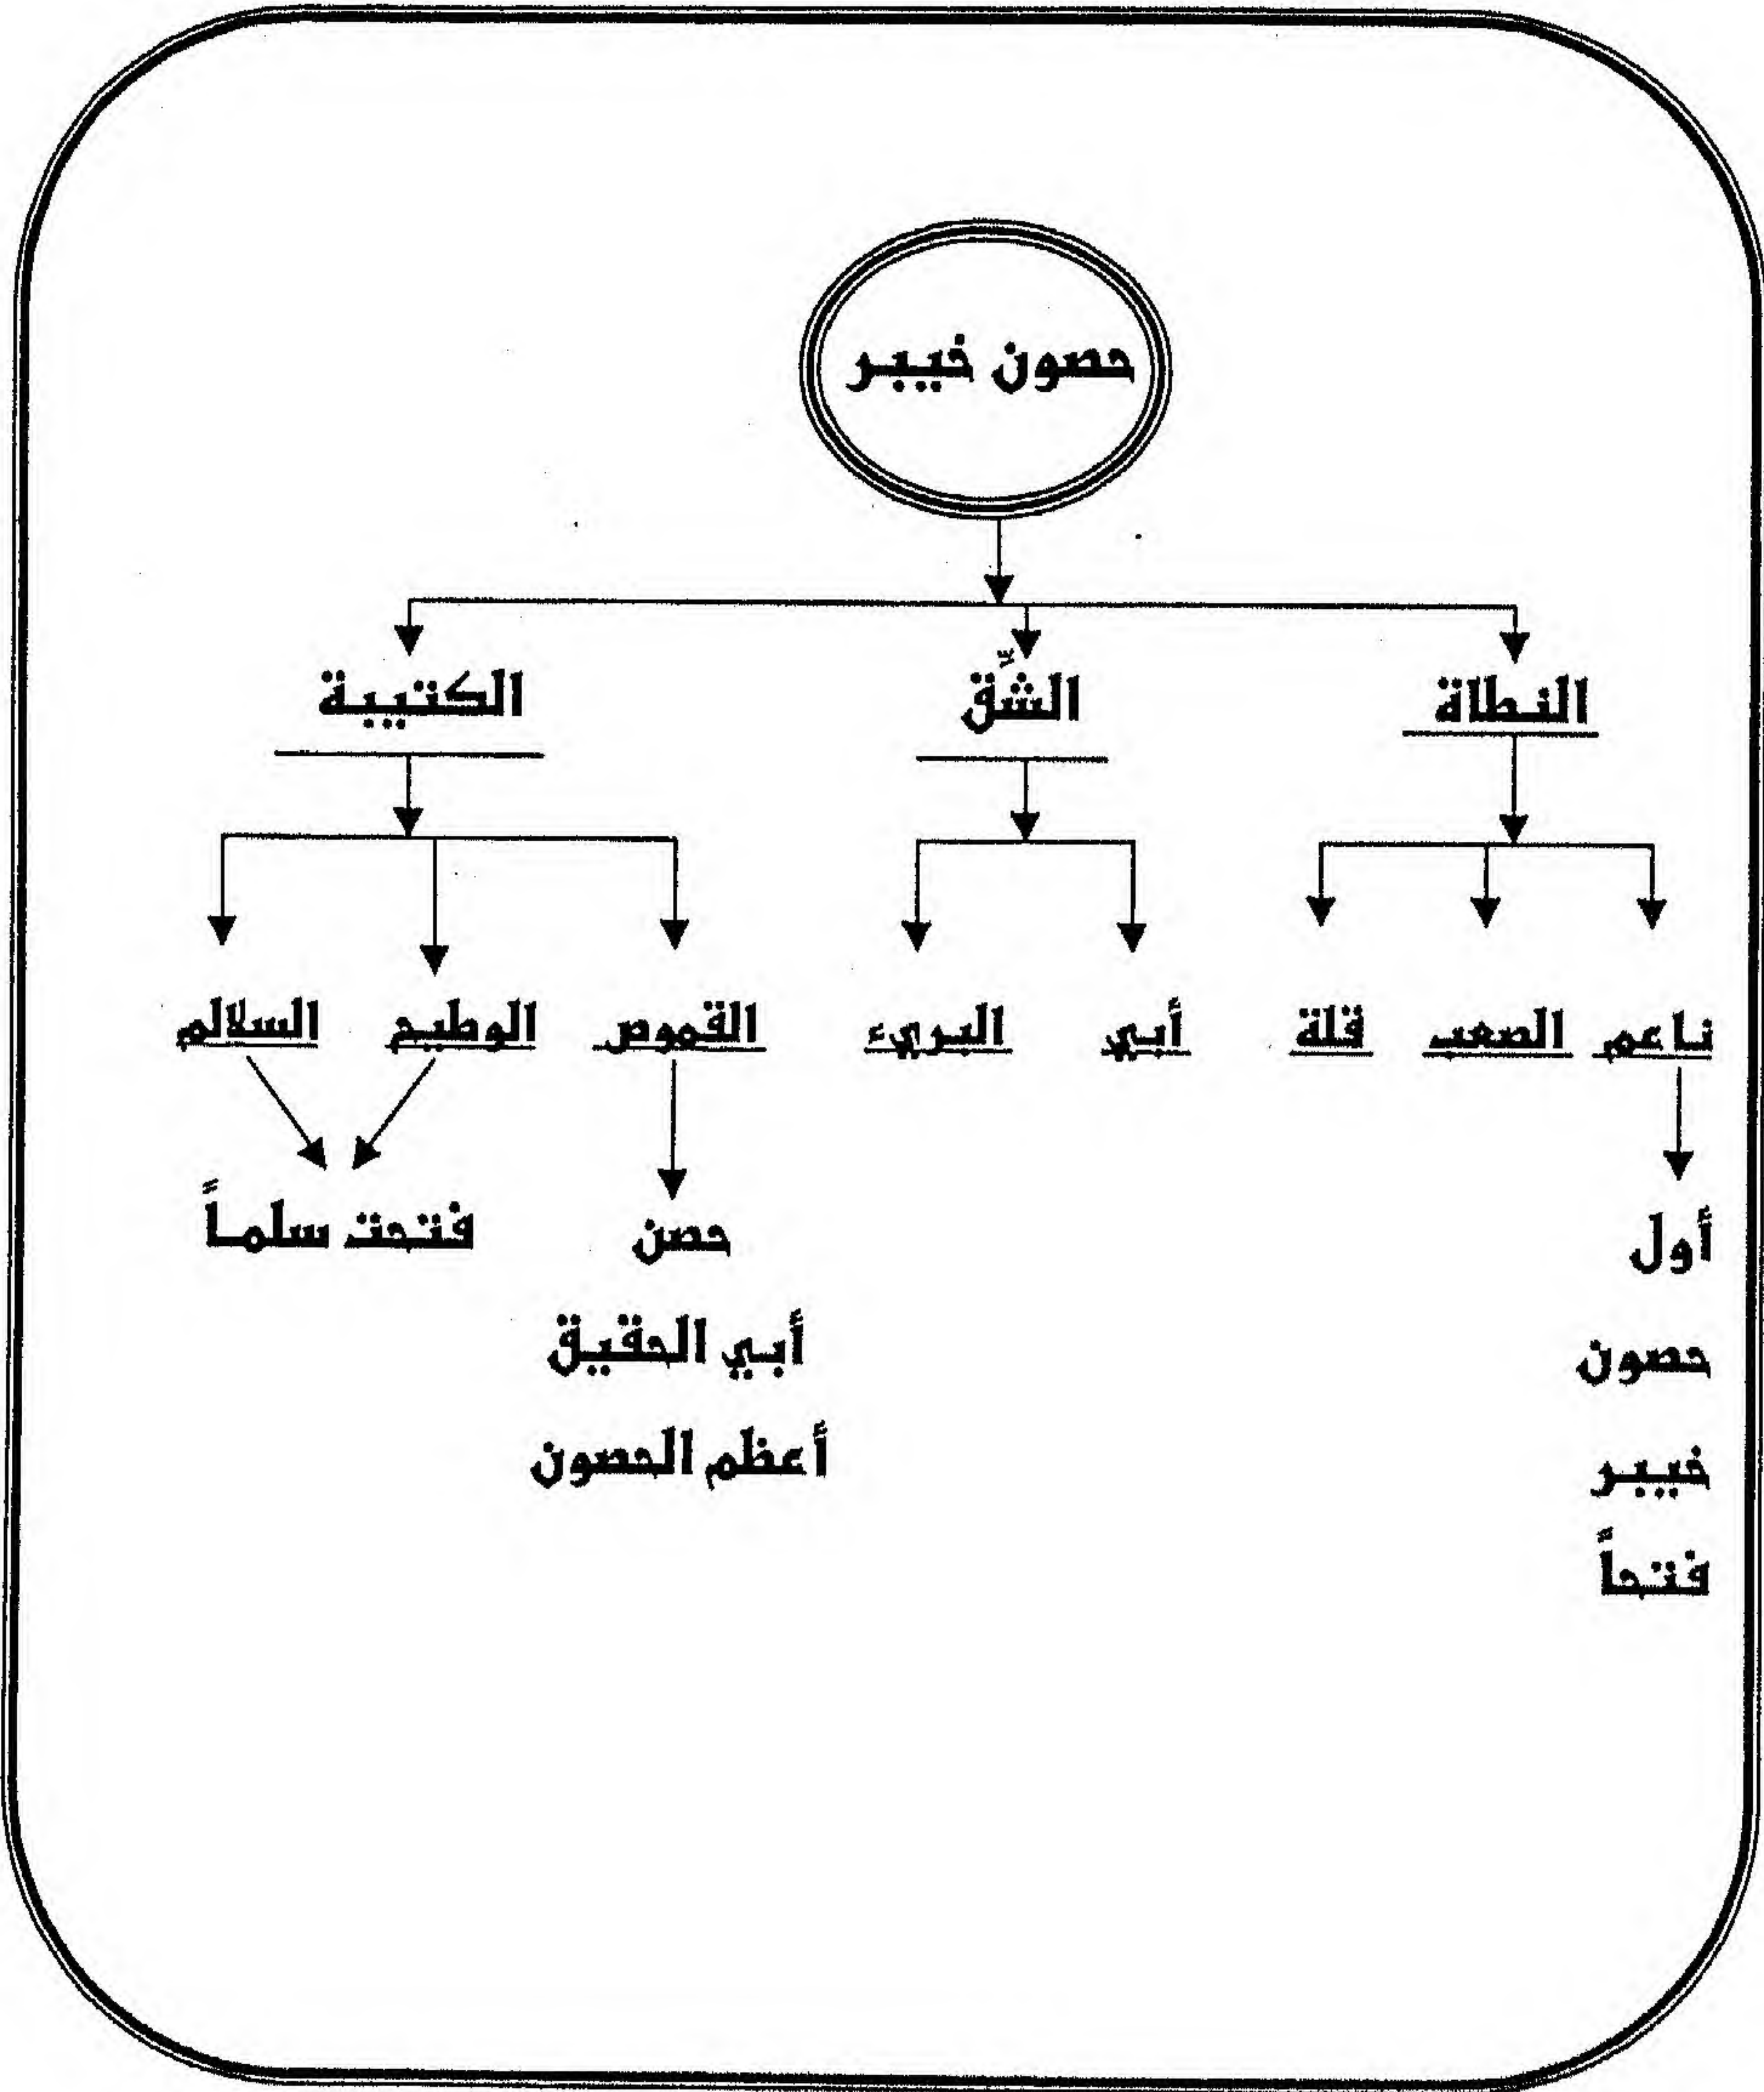 حصون خيبر
النطاة الشَّق الكتيبة
ناعم الصعب قلة أبي البريء القموص الوطيح السلالم
أول
حصون
خيبر
فتحاً
حصن
أبي الحقيق
أعظم الحصون
فتحت سلماً